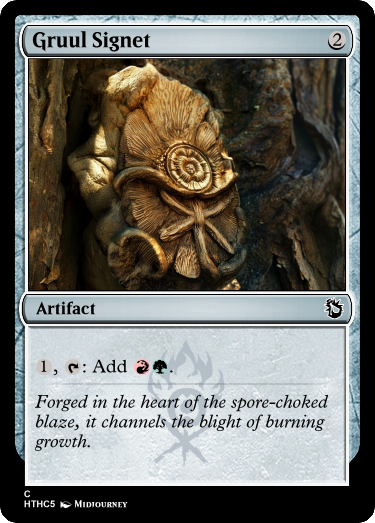 Gruul Signet 2
Artifact
1, : Add .
Forged in the heart of the spore-choked
blaze, it channels the blight of burning
growth.
C
HTHC5 Midjourney